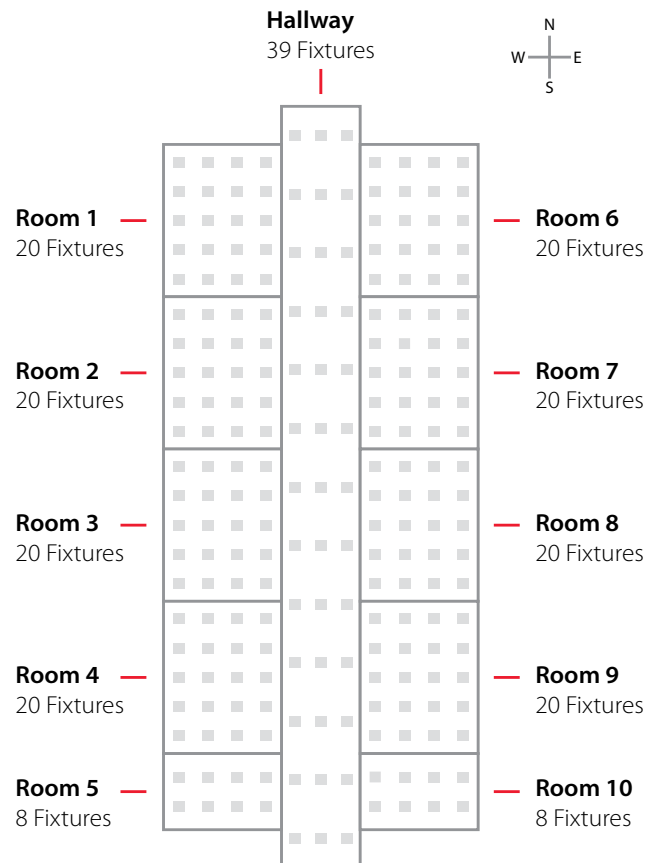 Hallway
39 Fixtures
N
W E
S
Room 1
20 Fixtures
Room 6
20 Fixtures
Room 2
20 Fixtures
Room 7
20 Fixtures
Room 3
20 Fixtures
Room 8
20 Fixtures
Room 4
20 Fixtures
Room 9
20 Fixtures
Room 5
8 Fixtures
Room 10
8 Fixtures